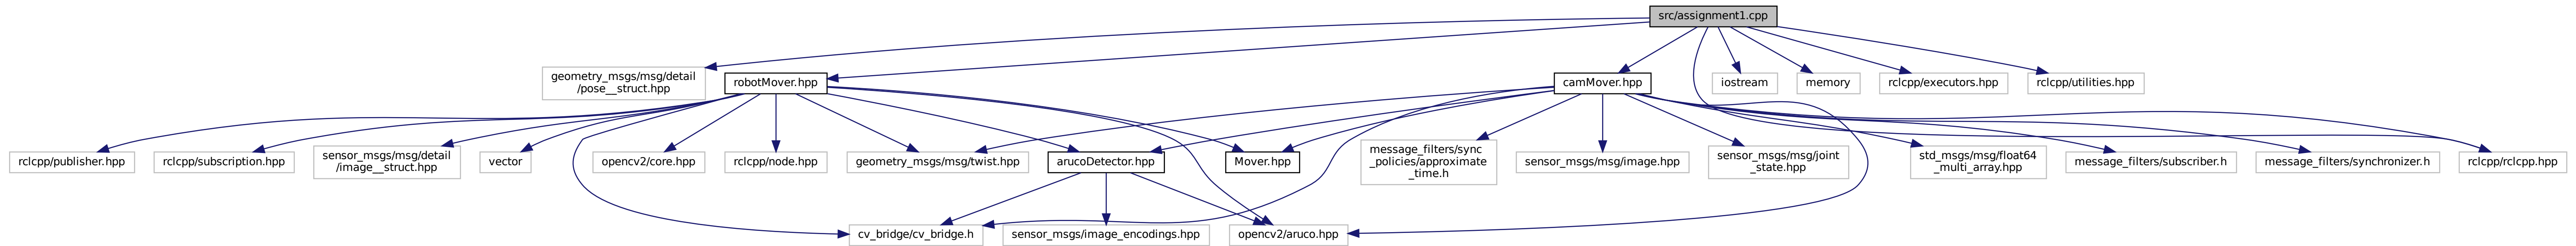 src/assignment1.cpp
geometry_msgs/msg/detail
/pose__struct.hpp
robotMover.hpp
camMover.hpp
iostream
memory
rclcpp/executors.hpp
rclcpp/utilities.hpp
rclcpp/publisher.hpp
rclcpp/subscription.hpp
sensor_msgs/msg/detail
/image__struct.hpp
vector
opencv2/core.hpp
rclcpp/node.hpp
geometry_msgs/msg/twist.hpp
arucoDetector.hpp
Mover.hpp
message_filters/sync
_policies/approximate
_time.h
sensor_msgs/msg/image.hpp
sensor_msgs/msg/joint
_state.hpp
std_msgs/msg/float64
_multi_array.hpp
message_filters/subscriber.h
message_filters/synchronizer.h
rclcpp/rclcpp.hpp
cv_bridge/cv_bridge.h
sensor_msgs/image_encodings.hpp
opencv2/aruco.hpp